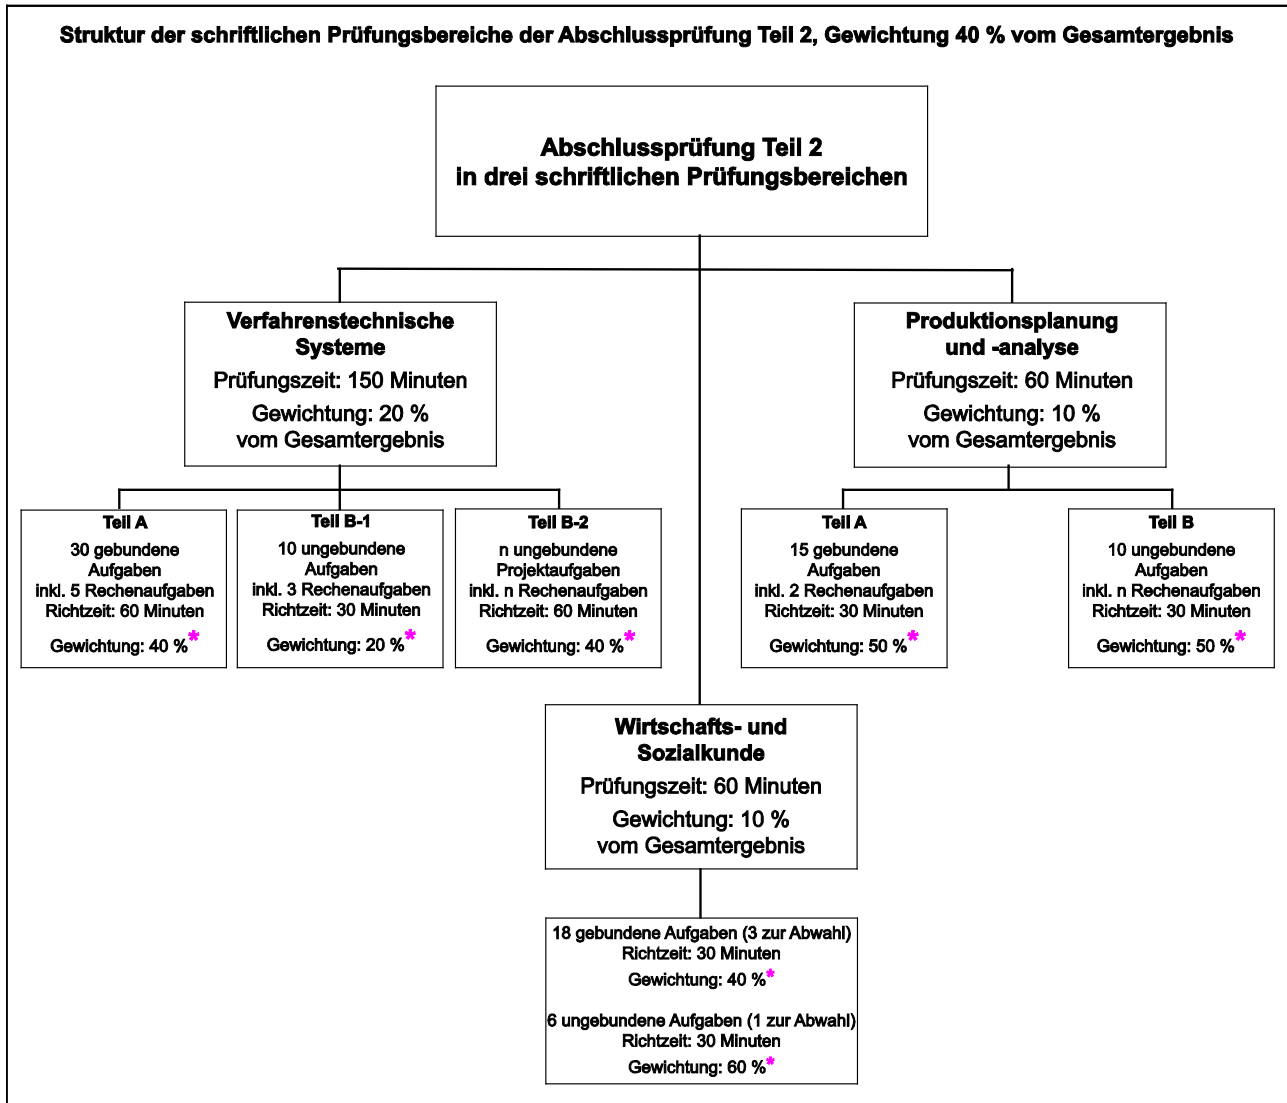 Struktur der schriftlichen Prüfungsbereiche der Abschlussprüfung Teil 2, Gewichtung 40 % vom Gesamtergebnis
Abschlussprüfung Teil 2
in drei schriftlichen Prüfungsbereichen
Verfahrenstechnische
Systeme
Prüfungszeit: 150 Minuten
Gewichtung: 20 %
vom Gesamtergebnis
Produktionsplanung
und -analyse
Prüfungszeit: 60 Minuten
Gewichtung: 10 %
vom Gesamtergebnis
Teil A
30 gebundene
Aufgaben
inkl. 5 Rechenaufgaben
Richtzeit: 60 Minuten
Gewichtung: 40 %*
Teil B-1
10 ungebundene
Aufgaben
inkl. 3 Rechenaufgaben
Richtzeit: 30 Minuten
Gewichtung: 20 %*
Teil B-2
n ungebundene
Projektaufgaben
inkl. n Rechenaufgaben
Richtzeit: 60 Minuten
Gewichtung: 40 %*
Teil A
15 gebundene
Aufgaben
inkl. 2 Rechenaufgaben
Richtzeit: 30 Minuten
Gewichtung: 50 %*
Teil B
10 ungebundene
Aufgaben
inkl. n Rechenaufgaben
Richtzeit: 30 Minuten
Gewichtung: 50 %*
Wirtschafts- und
Sozialkunde
Prüfungszeit: 60 Minuten
Gewichtung: 10 %
vom Gesamtergebnis
18 gebundene Aufgaben (3 zur Abwahl)
Richtzeit: 30 Minuten
Gewichtung: 40 %*
6 ungebundene Aufgaben (1 zur Abwahl)
Richtzeit: 30 Minuten
Gewichtung: 60 %*